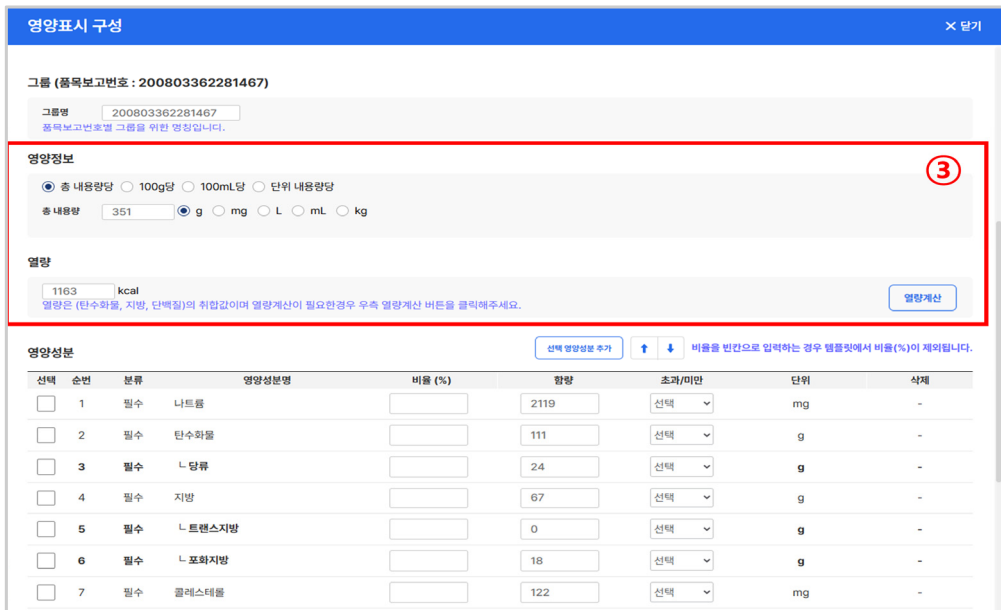 영양표시 구성
✕ 닫기
그룹 (품목보고번호 : 200803362281467)
그룹명 200803362281467
품목보고번호별 그룹을 위한 명칭입니다.
③
영양정보
총 내용량당 100g당 100mL당 단위 내용량당
총 내용량 351 g mg L mL kg
열량
1163 kcal
열량은 (탄수화물, 지방, 단백질)의 취합값이며 열량계산이 필요한경우 우측 열량계산 버튼을 클릭해주세요.
열량계산
영양성분
선택 영양성분 추가 ⬆ ⬇ 비율을 빈칸으로 입력하는 경우 템플릿에서 비율(%)이 제외됩니다.
선택 순번 분류 영양성분명 비율 (%) 함량 초과/미만 단위 삭제
1 필수 나트륨 2119 선택 mg -
2 필수 탄수화물 111 선택 g -
3 필수 ㄴ당류 24 선택 g -
4 필수 지방 67 선택 g -
5 필수 ㄴ트랜스지방 0 선택 g -
6 필수 ㄴ포화지방 18 선택 g -
7 필수 콜레스테롤 122 선택 mg -